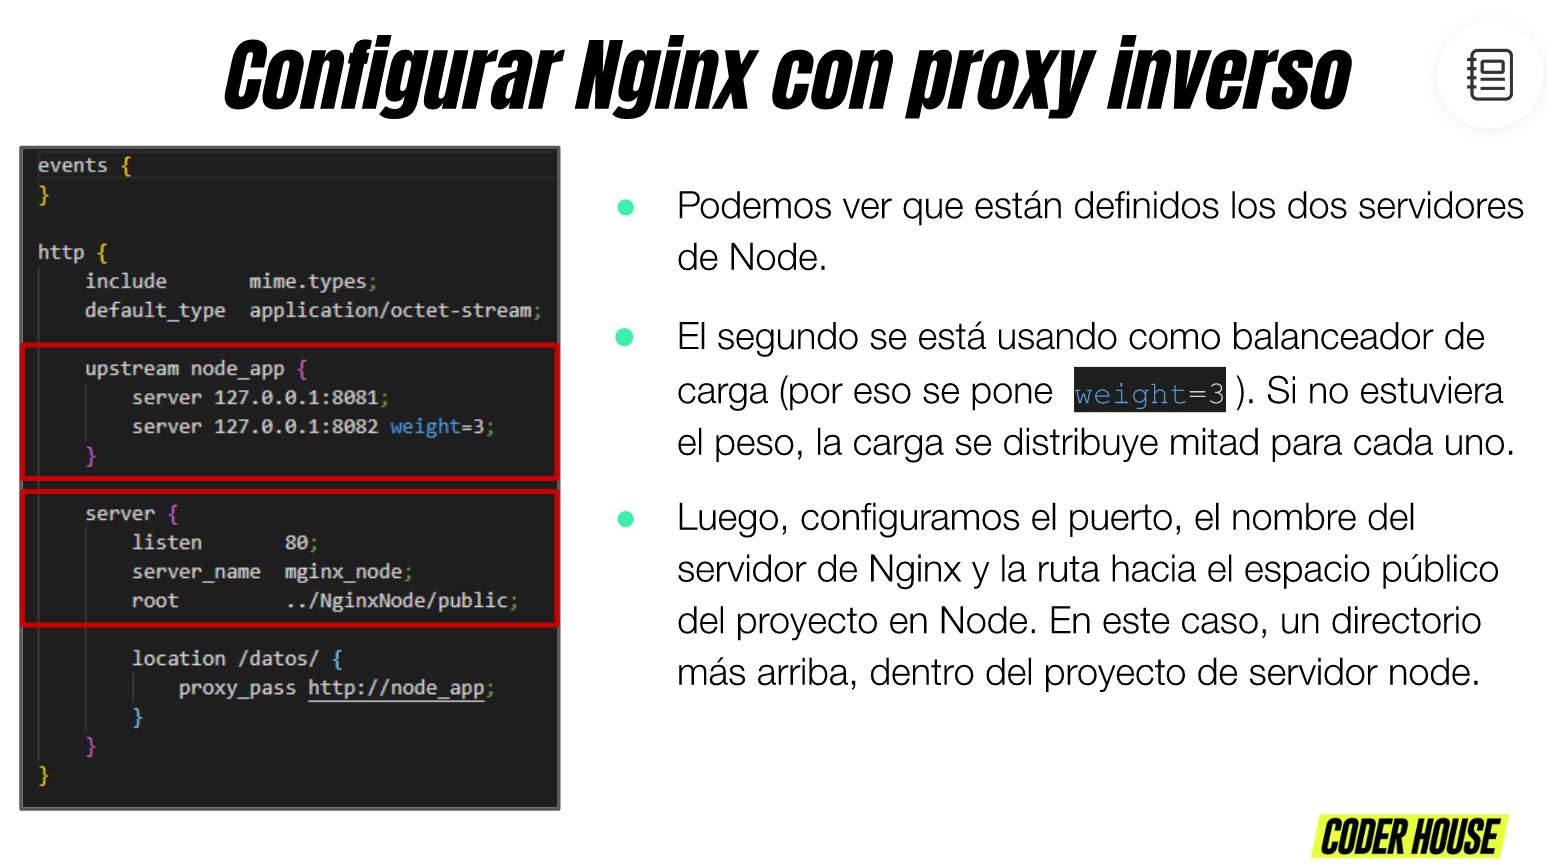 Configurar Nginx con proxy inverso
events {
}
http {
include mime.types;
default_type application/octet-stream;
upstream node_app {
server 127.0.0.1:8081;
server 127.0.0.1:8082 weight=3;
}
server {
listen 80;
server_name mginx_node;
root ../NginxNode/public;
location /datos/ {
proxy_pass http://node_app;
}
}
}
● Podemos ver que están definidos los dos servidores
de Node.
● El segundo se está usando como balanceador de
carga (por eso se pone weight=3 ). Si no estuviera
el peso, la carga se distribuye mitad para cada uno.
● Luego, configuramos el puerto, el nombre del
servidor de Nginx y la ruta hacia el espacio público
del proyecto en Node. En este caso, un directorio
más arriba, dentro del proyecto de servidor node.
CODER HOUSE